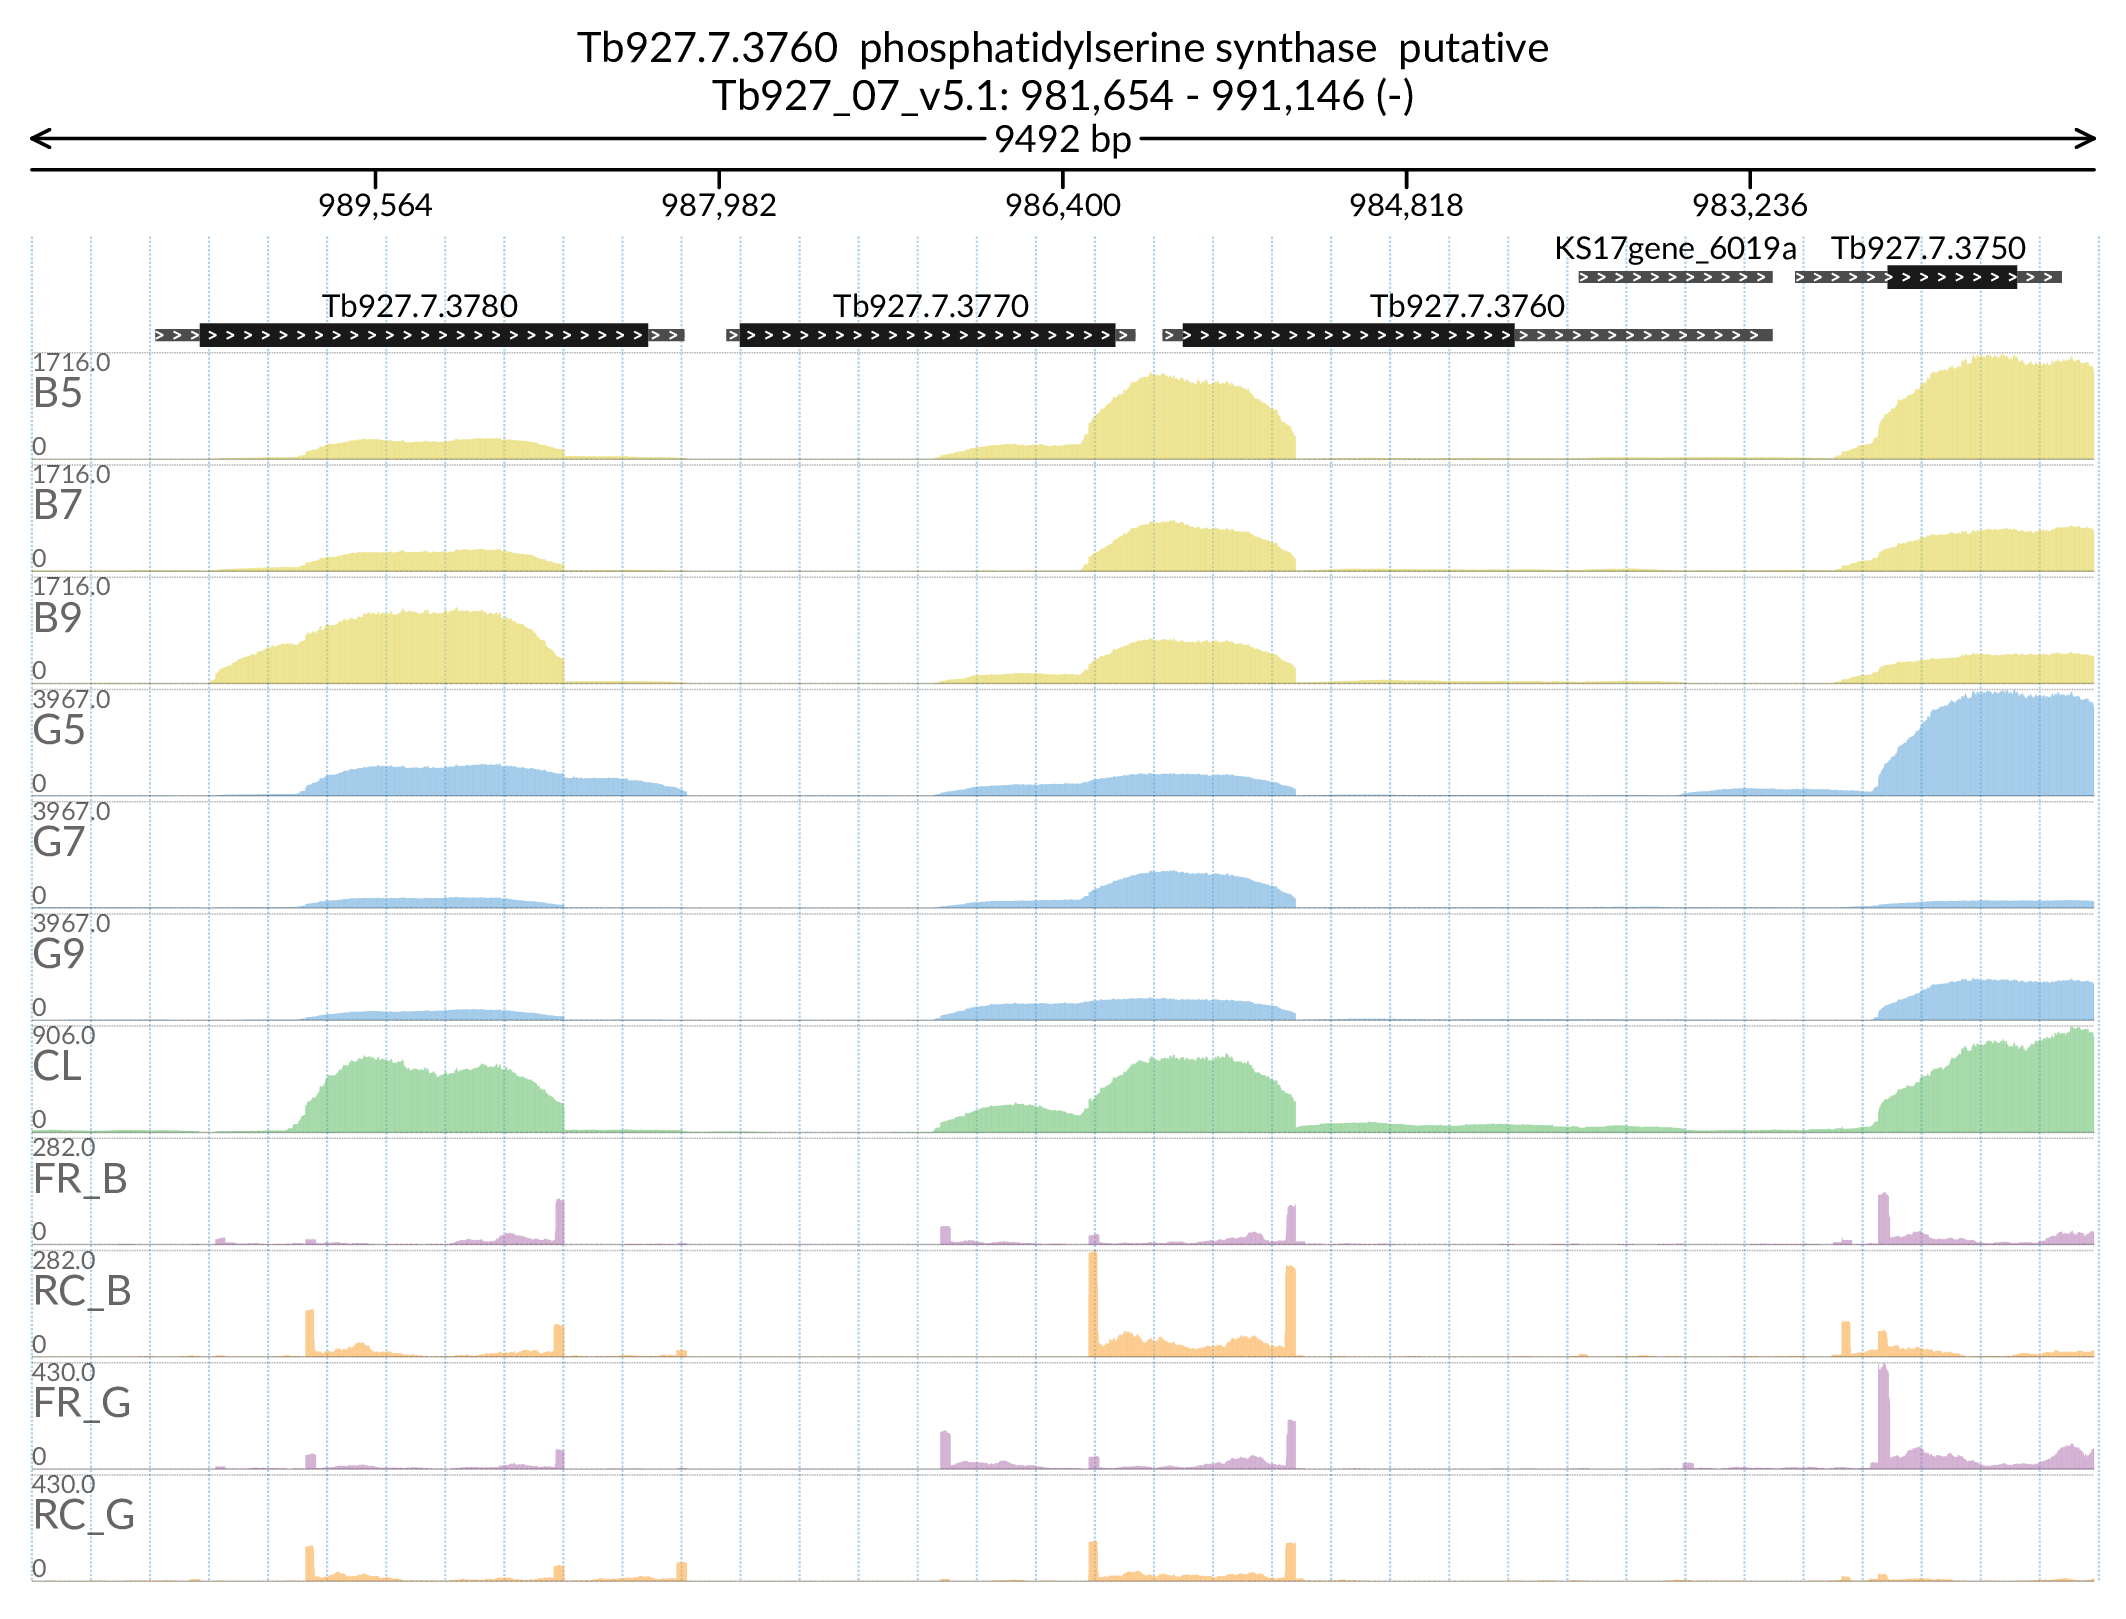 Tb927.7.3760 phosphatidylserine synthase putative
Tb927_07_v5.1: 981,654 - 991,146 (-)
9492 bp
989,564 987,982 986,400 984,818 983,236
KS17gene_6019a Tb927.7.3750
Tb927.7.3780 Tb927.7.3770 Tb927.7.3760
1716.0
B5
0
1716.0
B7
0
1716.0
B9
0
3967.0
G5
0
3967.0
G7
0
3967.0
G9
0
906.0
CL
0
282.0
FR_B
0
282.0
RC_B
0
430.0
FR_G
0
430.0
RC_G
0